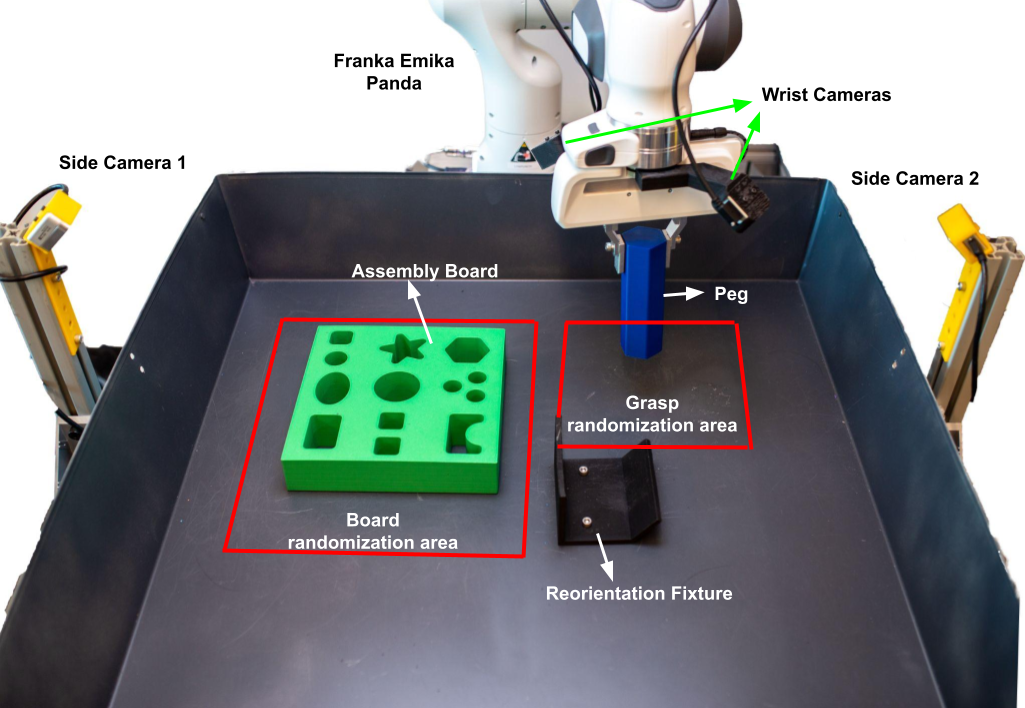 Franka Emika
Panda
Wrist Cameras
Side Camera 1
Side Camera 2
Assembly Board
Peg
Grasp
randomization area
Board
randomization area
Reorientation Fixture